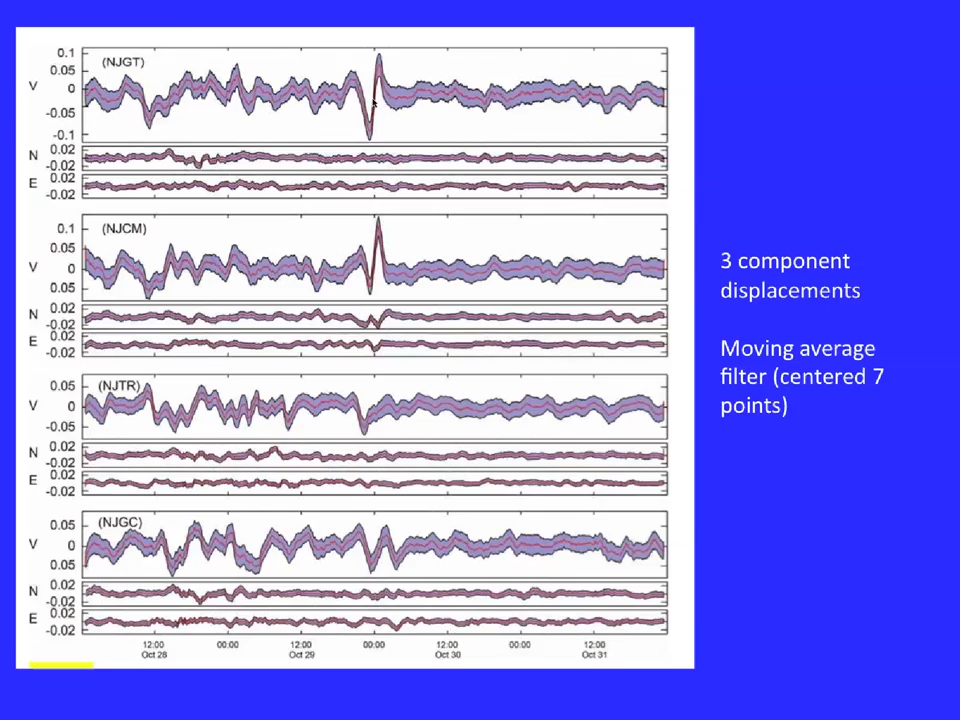 (NJGT)
0.1
0.05
V 0
-0.05
-0.1
N 0.02
-0.02
E 0.02
-0.02
(NJCM)
0.1
0.05
V 0
0.05
N 0.02
-0.02
E 0.02
-0.02
(NJTR)
0.05
V 0
-0.05
N 0.02
-0.02
E 0.02
-0.02
(NJGC)
0.05
V 0
0.05
N 0.02
-0.02
E 0.02
-0.02
12:00 00:00 12:00 00:00 12:00 00:00 12:00
Oct 28 Oct 29 Oct 30 Oct 31
3 component
displacements
Moving average
filter (centered 7
points)